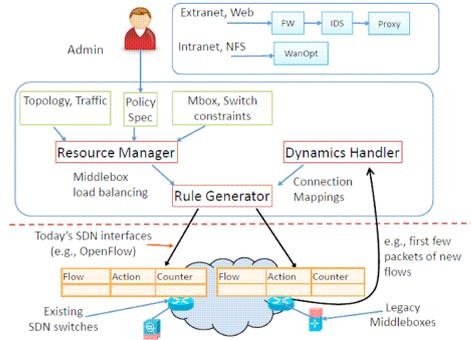 Extranet, Web
FW
IDS
Proxy
Admin
Intranet, NFS
WanOpt
Topology, Traffic
Policy
Spec
Mbox, Switch
constraints
Resource Manager
Dynamics Handler
Middlebox
load balancing
Rule Generator
Connection
Mappings
Today's SDN interfaces
(e.g., OpenFlow)
e.g., first few
packets of new
flows
Flow Action Counter
Flow Action Counter
Existing
SDN switches
Legacy
Middleboxes